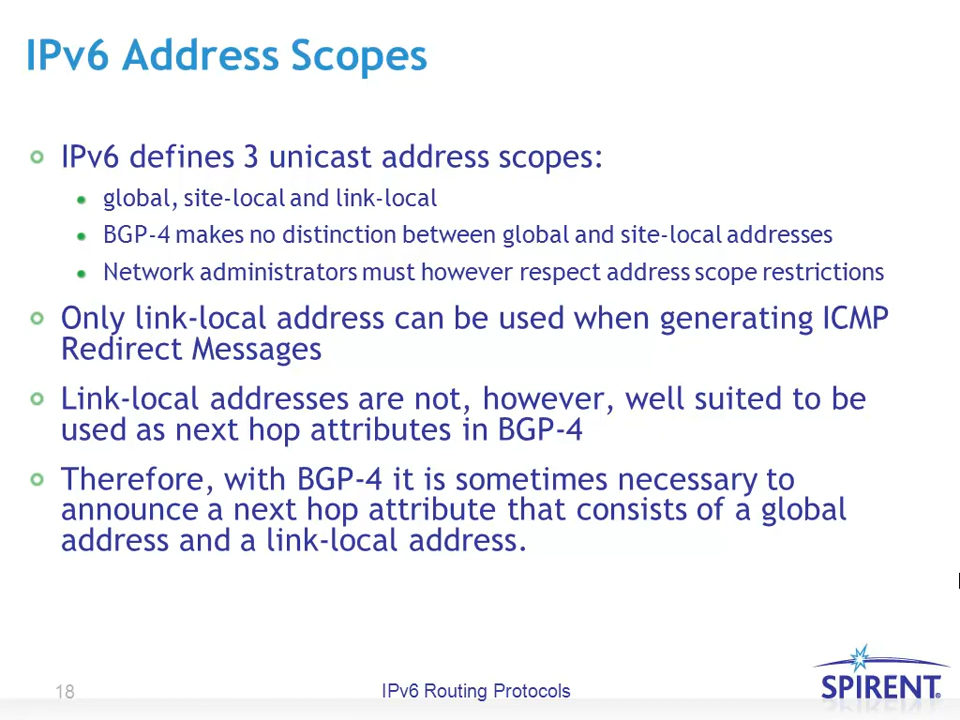 IPv6 Address Scopes
IPv6 defines 3 unicast address scopes:
global, site-local and link-local
BGP-4 makes no distinction between global and site-local addresses
Network administrators must however respect address scope restrictions
Only link-local address can be used when generating ICMP
Redirect Messages
Link-local addresses are not, however, well suited to be
used as next hop attributes in BGP-4
Therefore, with BGP-4 it is sometimes necessary to
announce a next hop attribute that consists of a global
address and a link-local address.
18
IPv6 Routing Protocols
SPIRENT®